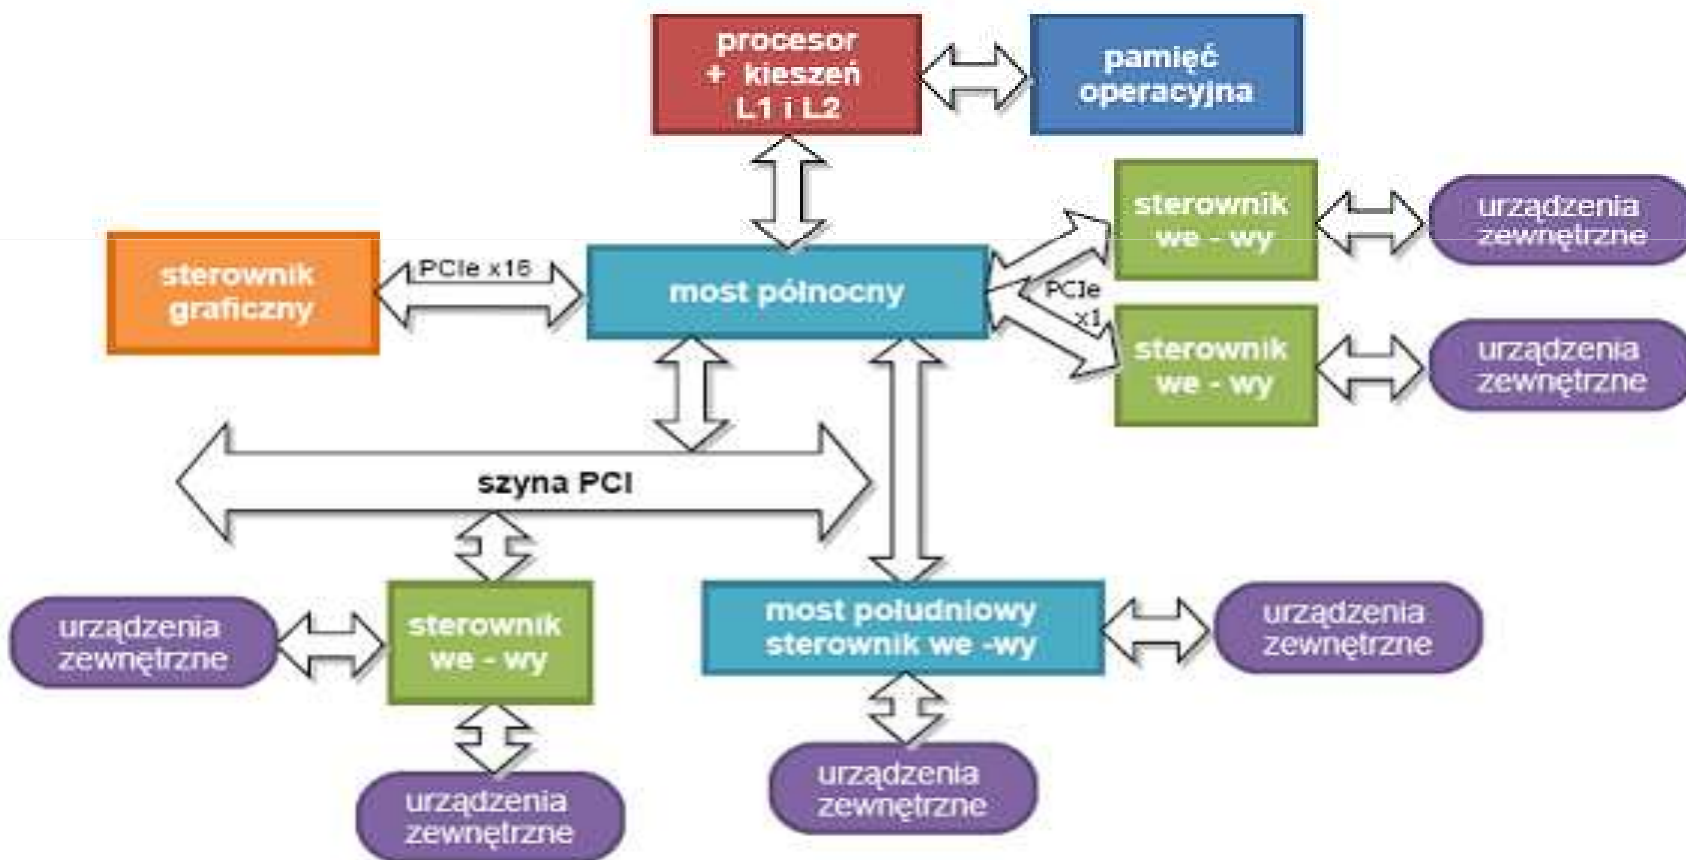 procesor
+ kieszeń
L1 i L2
pamięć
operacyjna
sterownik
we - wy
urządzenia
zewnętrzne
sterownik
graficzny
PCIe x16
most północny
PCIe
x1
sterownik
we - wy
urządzenia
zewnętrzne
szyna PCI
urządzenia
zewnętrzne
sterownik
we - wy
most południowy
sterownik we -wy
urządzenia
zewnętrzne
urządzenia
zewnętrzne
urządzenia
zewnętrzne